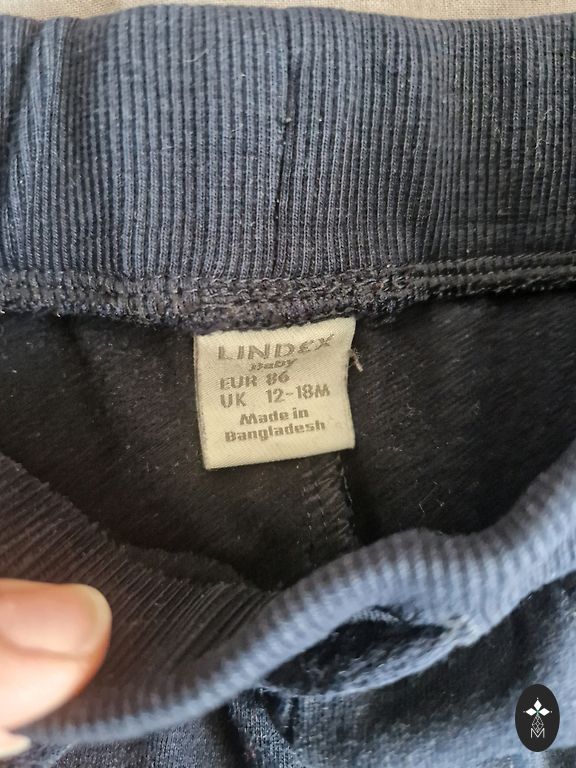 LINDEX
Baby
EUR 86
UK 12-18M
Made in
Bangladesh
M